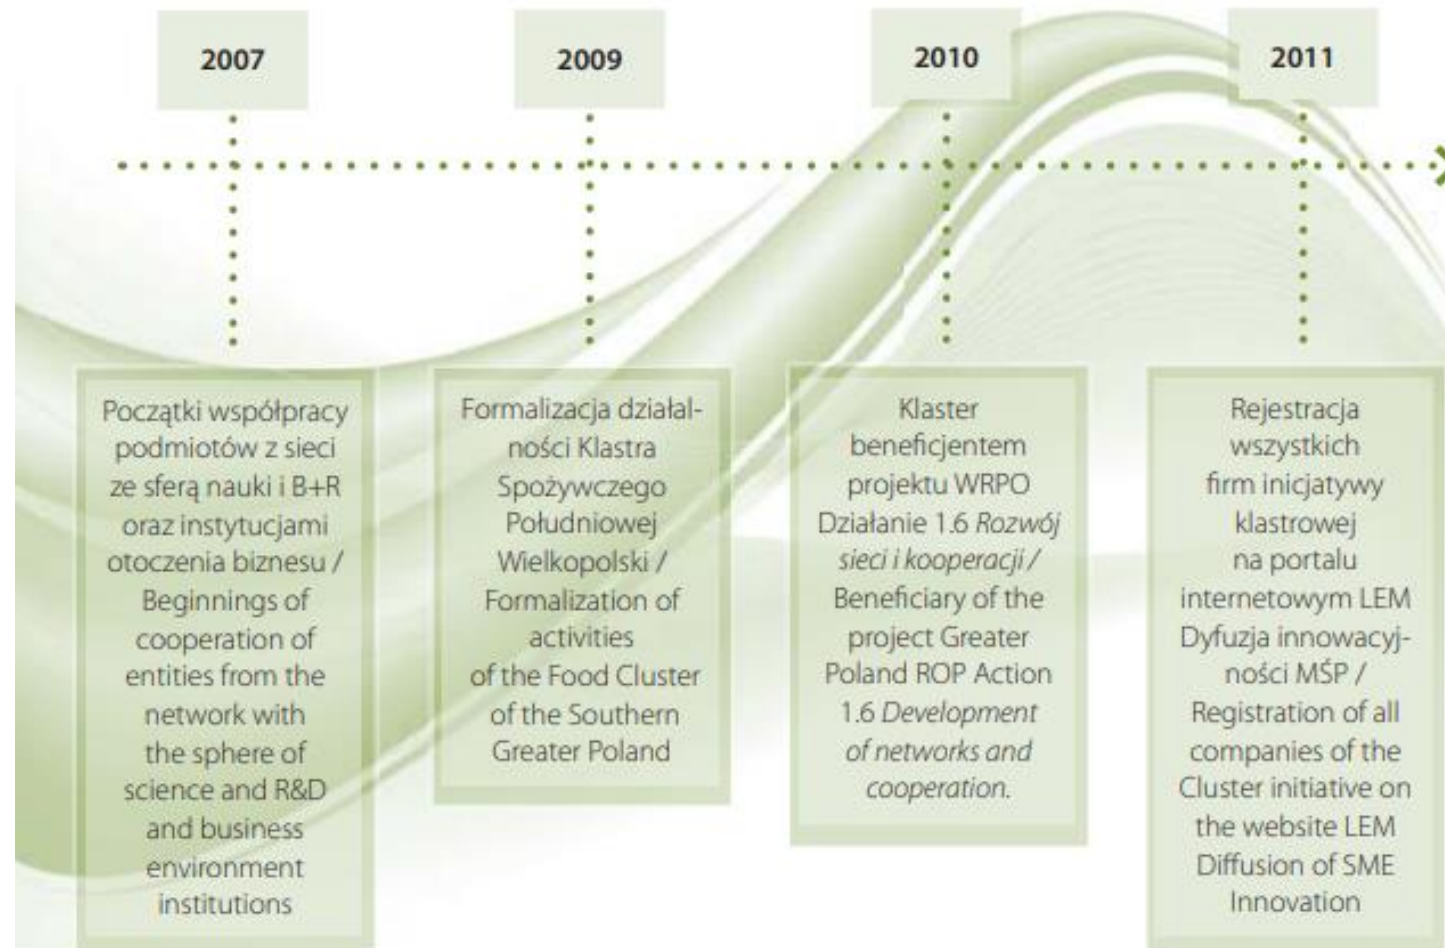 2007
2009
2010
2011
Początki współpracy
podmiotów z sieci
ze sferą nauki i B+R
oraz instytucjami
otoczenia biznesu /
Beginnings of
cooperation of
entities from the
network with
the sphere of
science and R&D
and business
environment
institutions
Formalizacja działal-
ności Klastra
Spożywczego
Południowej
Wielkopolski /
Formalization of
activities
of the Food Cluster
of the Southern
Greater Poland
Klaster
beneficjentem
projektu WRPO
Działanie 1.6 Rozwój
sieci i kooperacji /
Beneficiary of the
project Greater
Poland ROP Action
1.6 Development
of networks and
cooperation.
Rejestracja
wszystkich
firm inicjatywy
klastrowej
na portalu
internetowym LEM
Dyfuzja innowacyj-
ności MŚP /
Registration of all
companies of the
Cluster initiative on
the website LEM
Diffusion of SME
Innovation